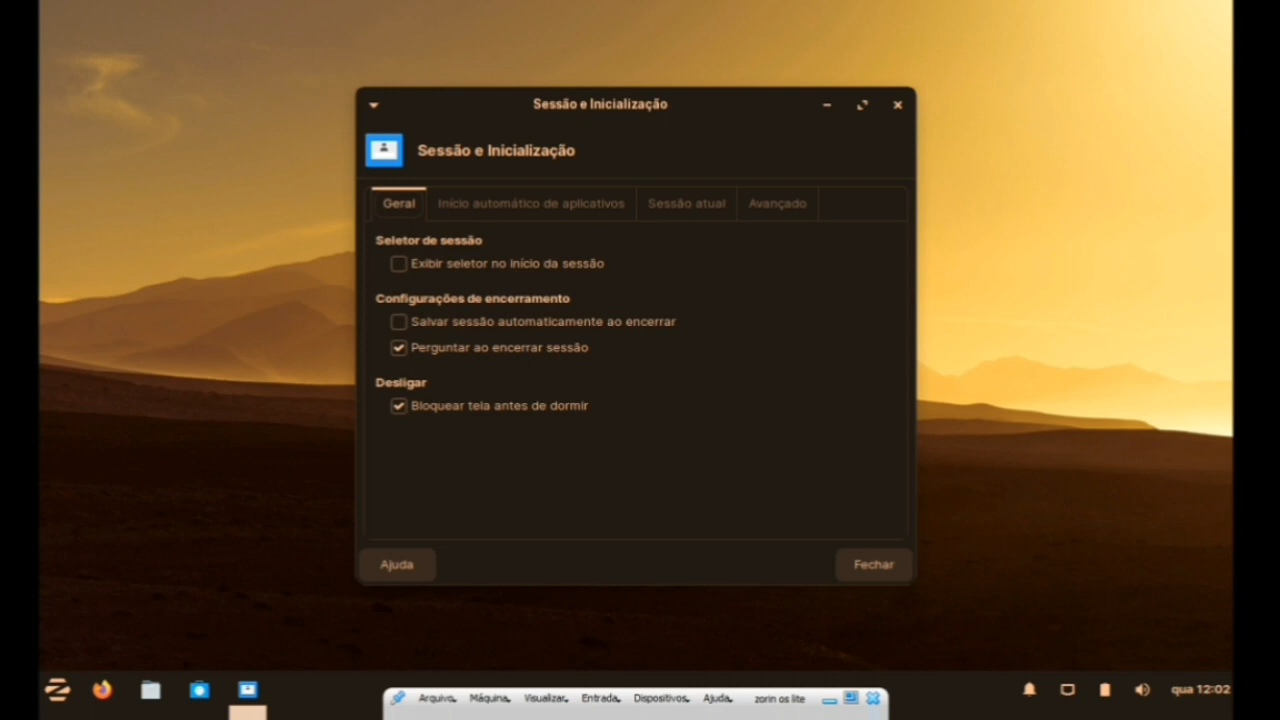 Sessão e Inicialização
Sessão e Inicialização
Geral
Início automático de aplicativos
Sessão atual
Avançado
Seletor de sessão
Exibir seletor no início da sessão
Configurações de encerramento
Salvar sessão automaticamente ao encerrar
Perguntar ao encerrar sessão
Desligar
Bloquear tela antes de dormir
Ajuda
Fechar
qua 12:02
Arquivo
Máquina
Visualizar
Entrada
Dispositivos
Ajuda
zorin os lite